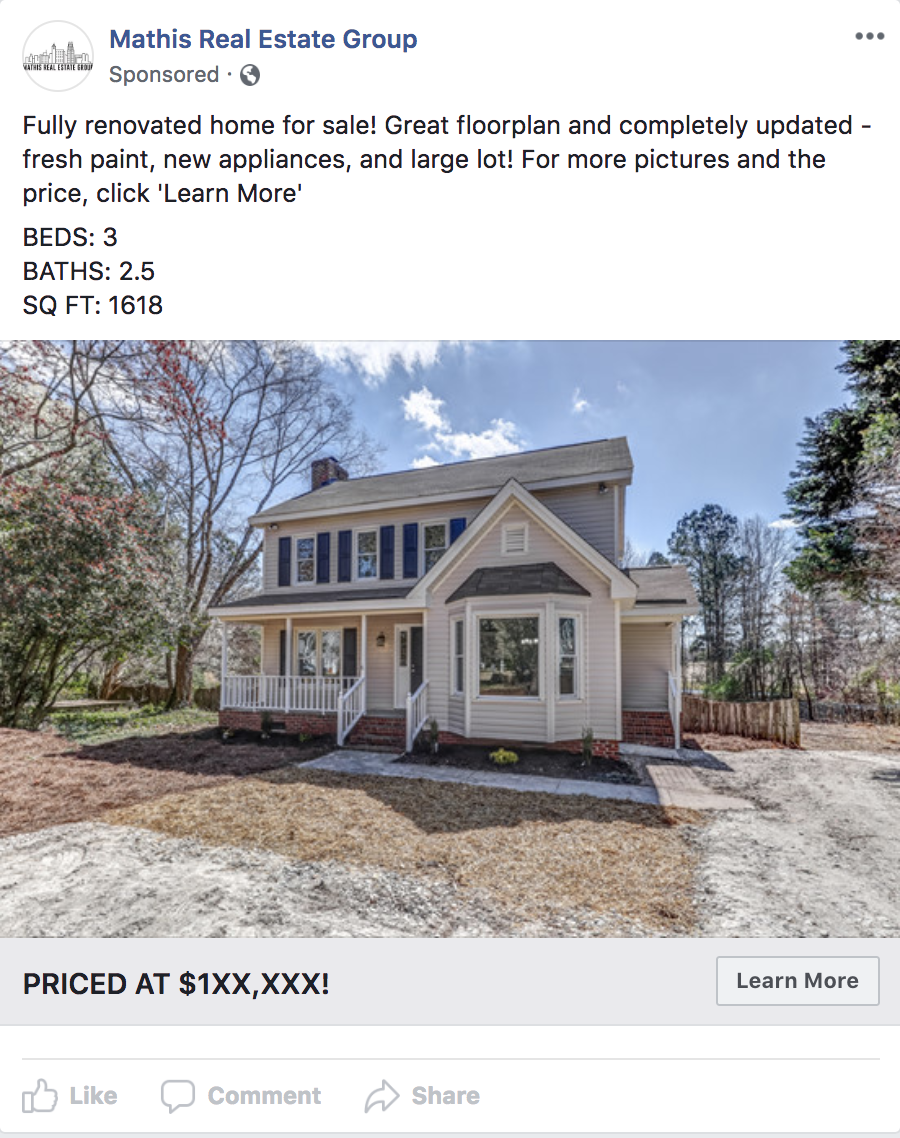 Mathis Real Estate Group
MATHIS REAL ESTATE GROUP
Sponsored ·
Fully renovated home for sale! Great floorplan and completely updated -
fresh paint, new appliances, and large lot! For more pictures and the
price, click 'Learn More'
BEDS: 3
BATHS: 2.5
SQ FT: 1618
PRICED AT $1XX,XXX!
Learn More
Like
Comment
Share